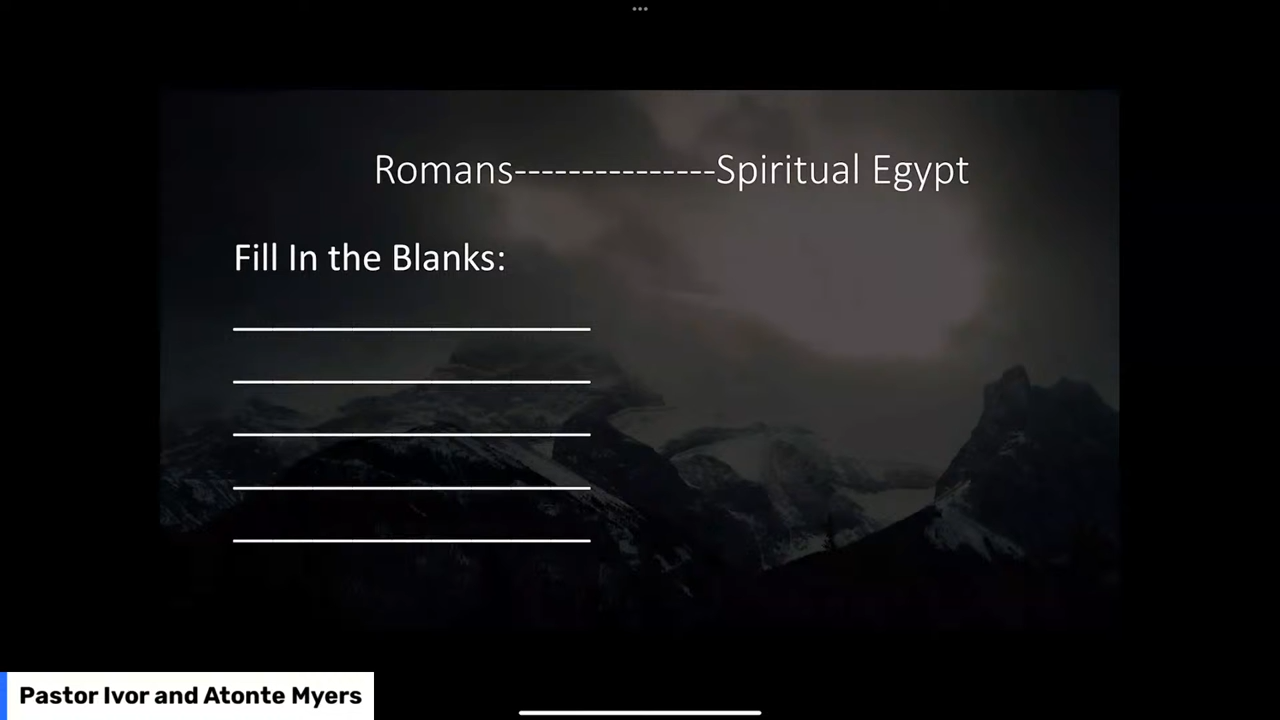 Romans---------------Spiritual Egypt
Fill In the Blanks:
Pastor Ivor and Atonte Myers